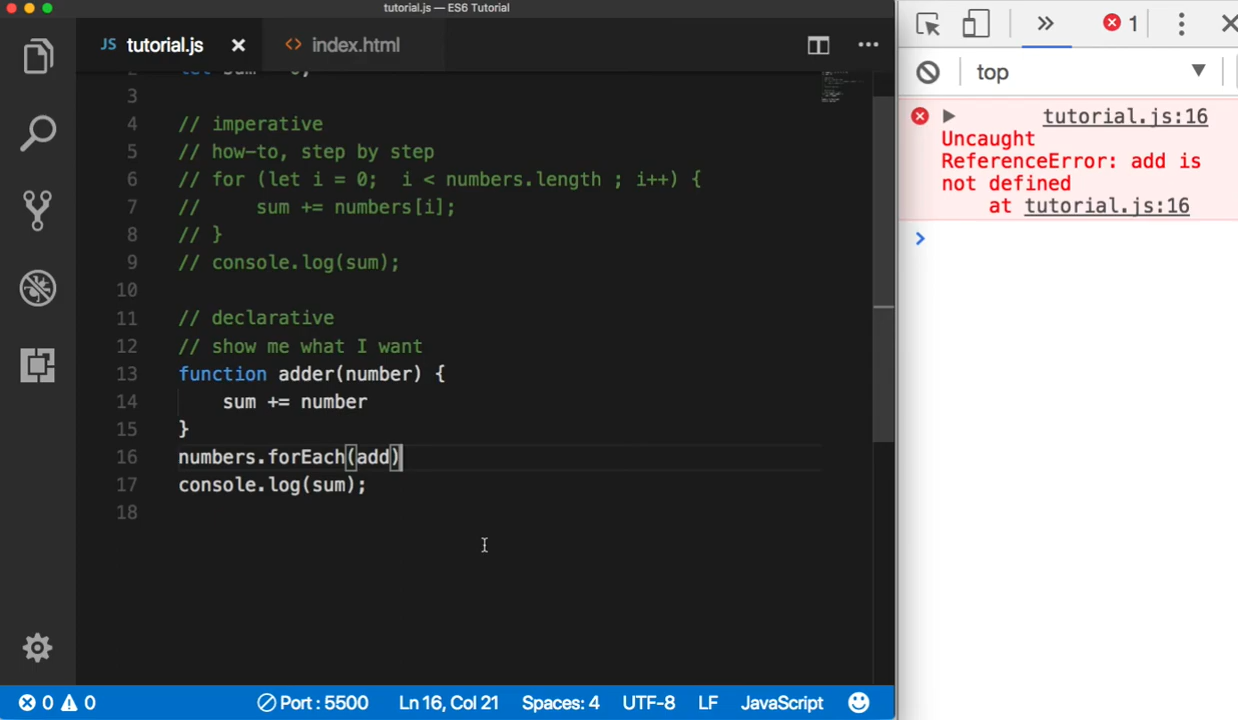 tutorial.js — ES6 Tutorial
JS tutorial.js
<> index.html
2 let sum = 0;
3
4 // imperative
5 // how-to, step by step
6 // for (let i = 0;  i < numbers.length ; i++) {
7 //     sum += numbers[i];
8 // }
9 // console.log(sum);
10
11 // declarative
12 // show me what I want
13 function adder(number) {
14     sum += number
15 }
16 numbers.forEach(add)
17 console.log(sum);
18
0 0 Port : 5500 Ln 16, Col 21 Spaces: 4 UTF-8 LF JavaScript
1
top
tutorial.js:16
Uncaught
ReferenceError: add is
not defined
at tutorial.js:16